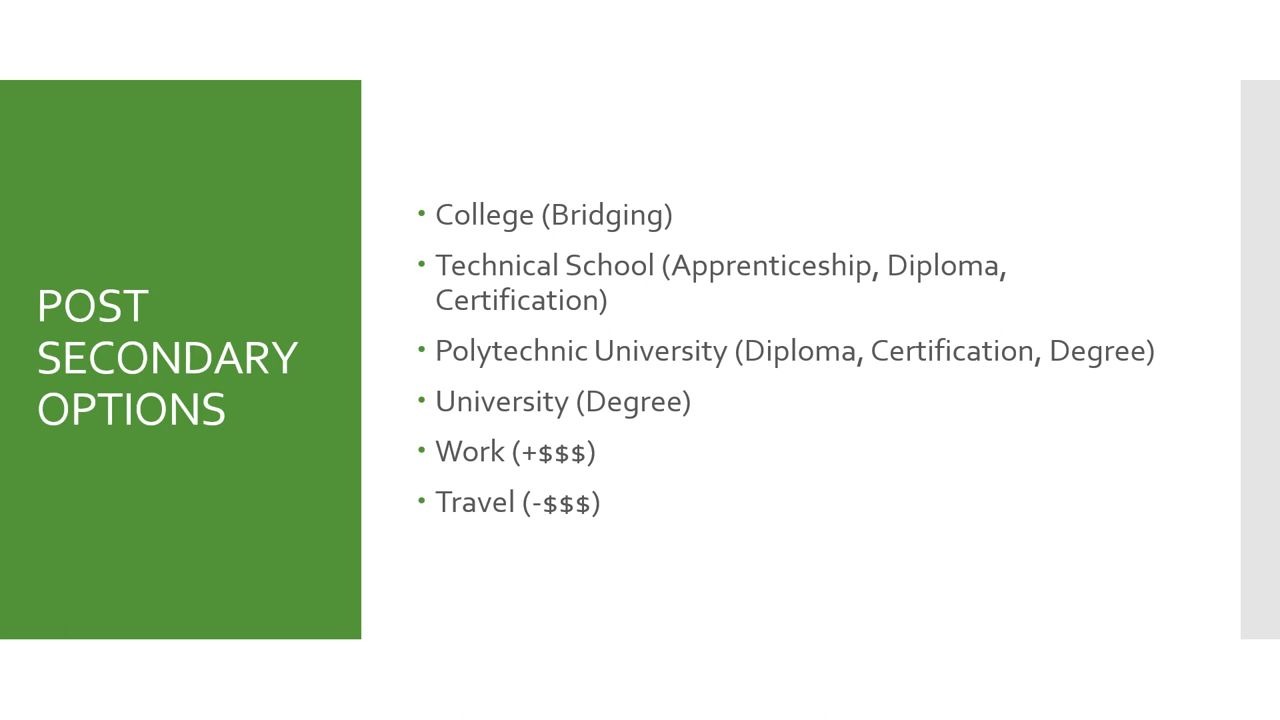 POST
SECONDARY
OPTIONS
• College (Bridging)
• Technical School (Apprenticeship, Diploma,
Certification)
• Polytechnic University (Diploma, Certification, Degree)
• University (Degree)
• Work (+$$$)
• Travel (-$$$)